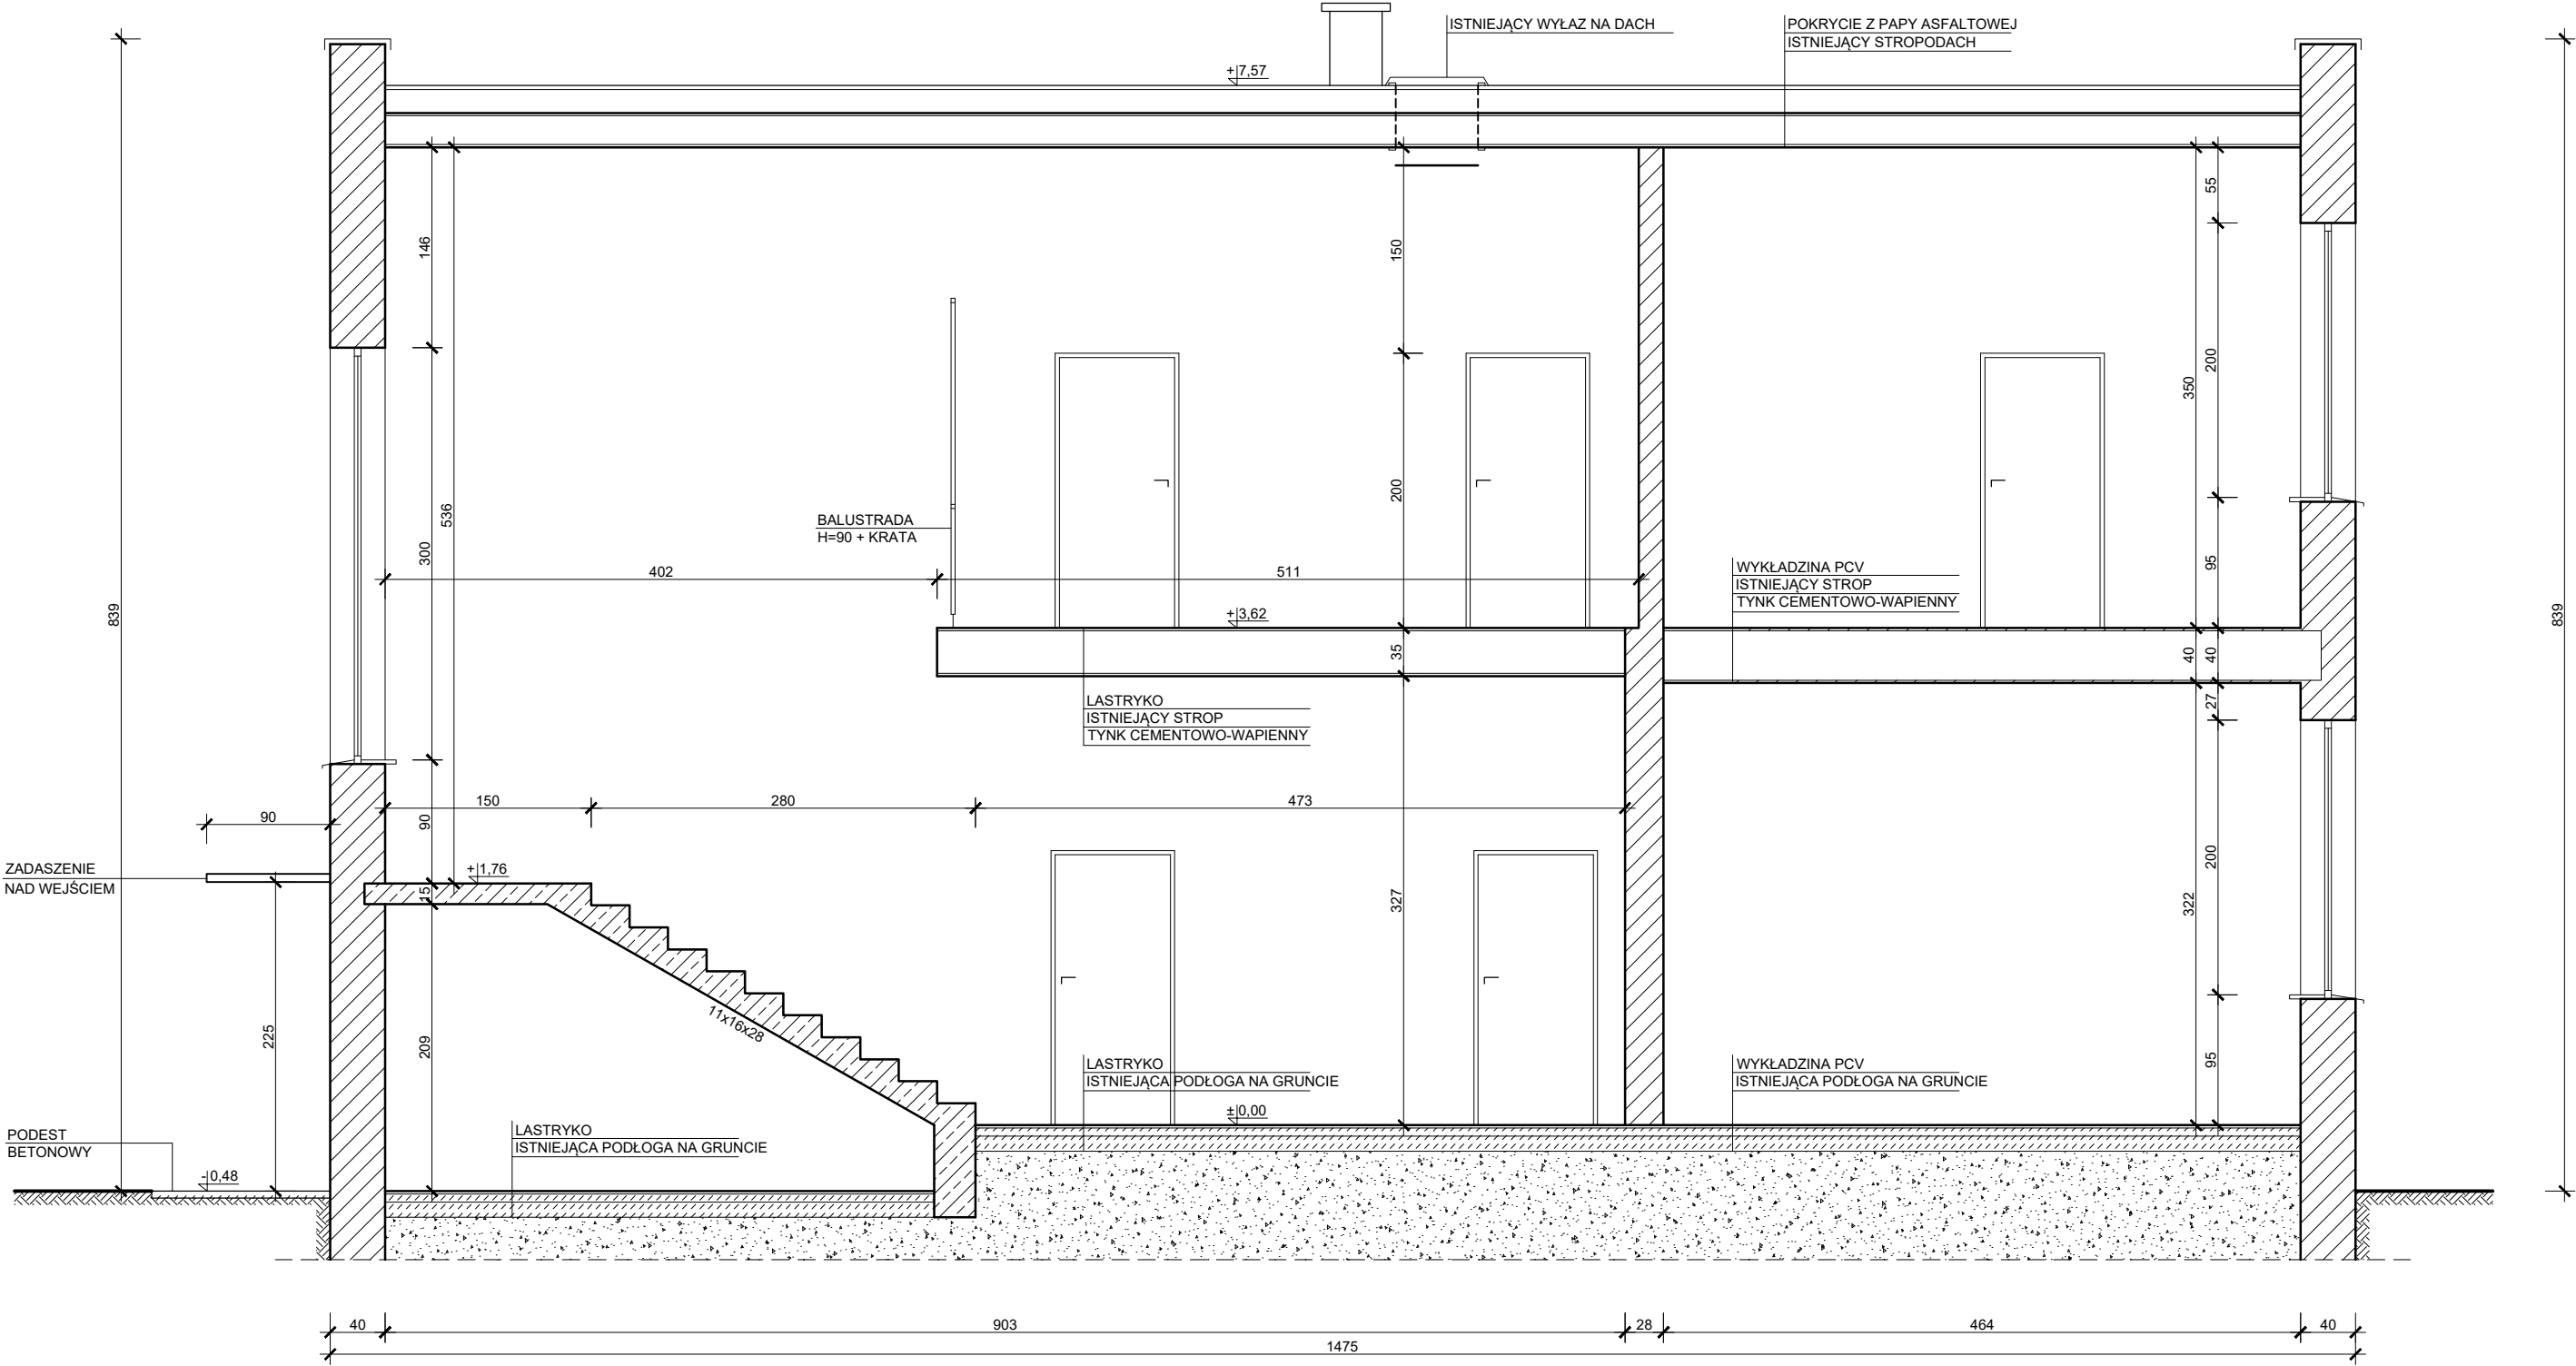 ISTNIEJĄCY WYŁAZ NA DACH
POKRYCIE Z PAPY ASFALTOWEJ
ISTNIEJĄCY STROPODACH
+7,57
55
146
150
200
350
536
300
200
BALUSTRADA
H=90 + KRATA
402
511
95
WYKŁADZINA PCV
ISTNIEJĄCY STROP
TYNK CEMENTOWO-WAPIENNY
839
+3,62
839
35
40
40
27
LASTRYKO
ISTNIEJĄCY STROP
TYNK CEMENTOWO-WAPIENNY
150
280
473
90
90
ZADASZENIE
NAD WEJŚCIEM
+1,76
15
327
322
200
225
209
11x16x28
95
LASTRYKO
ISTNIEJĄCA PODŁOGA NA GRUNCIE
WYKŁADZINA PCV
ISTNIEJĄCA PODŁOGA NA GRUNCIE
±0,00
PODEST
BETONOWY
LASTRYKO
ISTNIEJĄCA PODŁOGA NA GRUNCIE
-0,48
40
903
28
464
40
1475